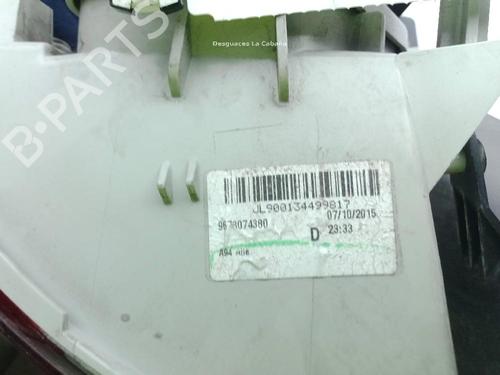 Desguaces La Cabaña
B-PARTS
JL900134499817
07/10/2015
9678074380
D 23:33
A94